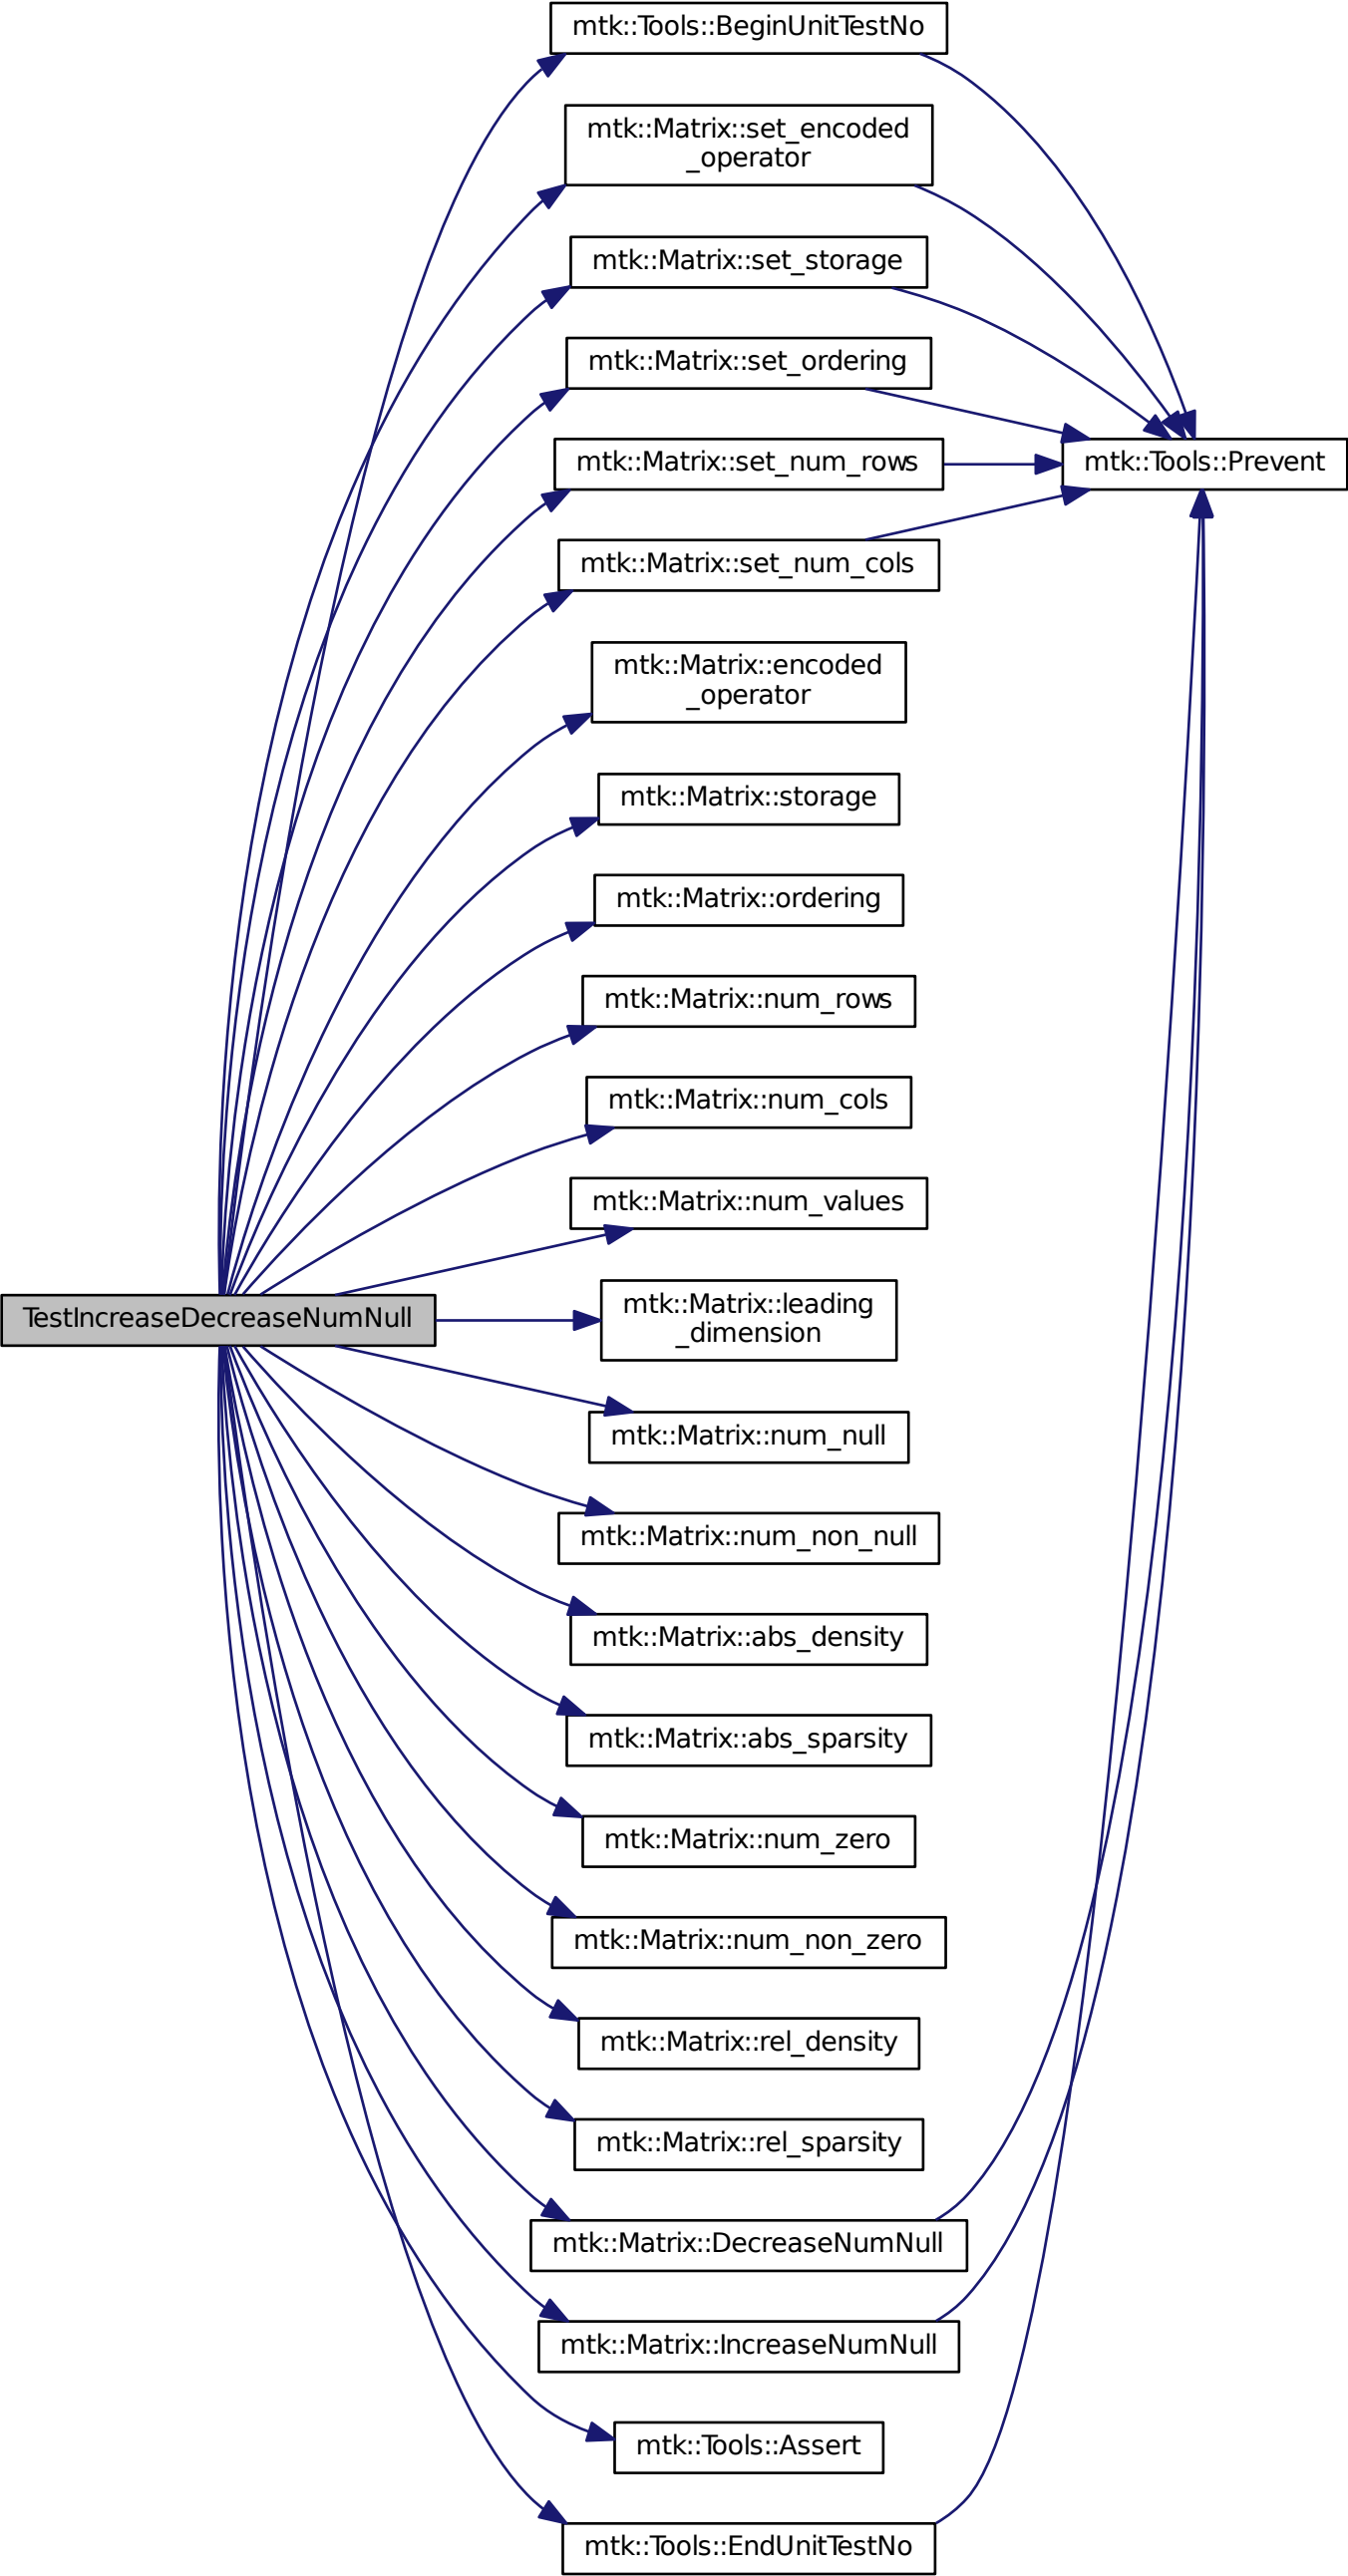 mtk::Tools::BeginUnitTestNo
mtk::Matrix::set_encoded
_operator
mtk::Matrix::set_storage
mtk::Matrix::set_ordering
mtk::Matrix::set_num_rows
mtk::Tools::Prevent
mtk::Matrix::set_num_cols
mtk::Matrix::encoded
_operator
mtk::Matrix::storage
mtk::Matrix::ordering
mtk::Matrix::num_rows
mtk::Matrix::num_cols
mtk::Matrix::num_values
TestIncreaseDecreaseNumNull
mtk::Matrix::leading
_dimension
mtk::Matrix::num_null
mtk::Matrix::num_non_null
mtk::Matrix::abs_density
mtk::Matrix::abs_sparsity
mtk::Matrix::num_zero
mtk::Matrix::num_non_zero
mtk::Matrix::rel_density
mtk::Matrix::rel_sparsity
mtk::Matrix::DecreaseNumNull
mtk::Matrix::IncreaseNumNull
mtk::Tools::Assert
mtk::Tools::EndUnitTestNo